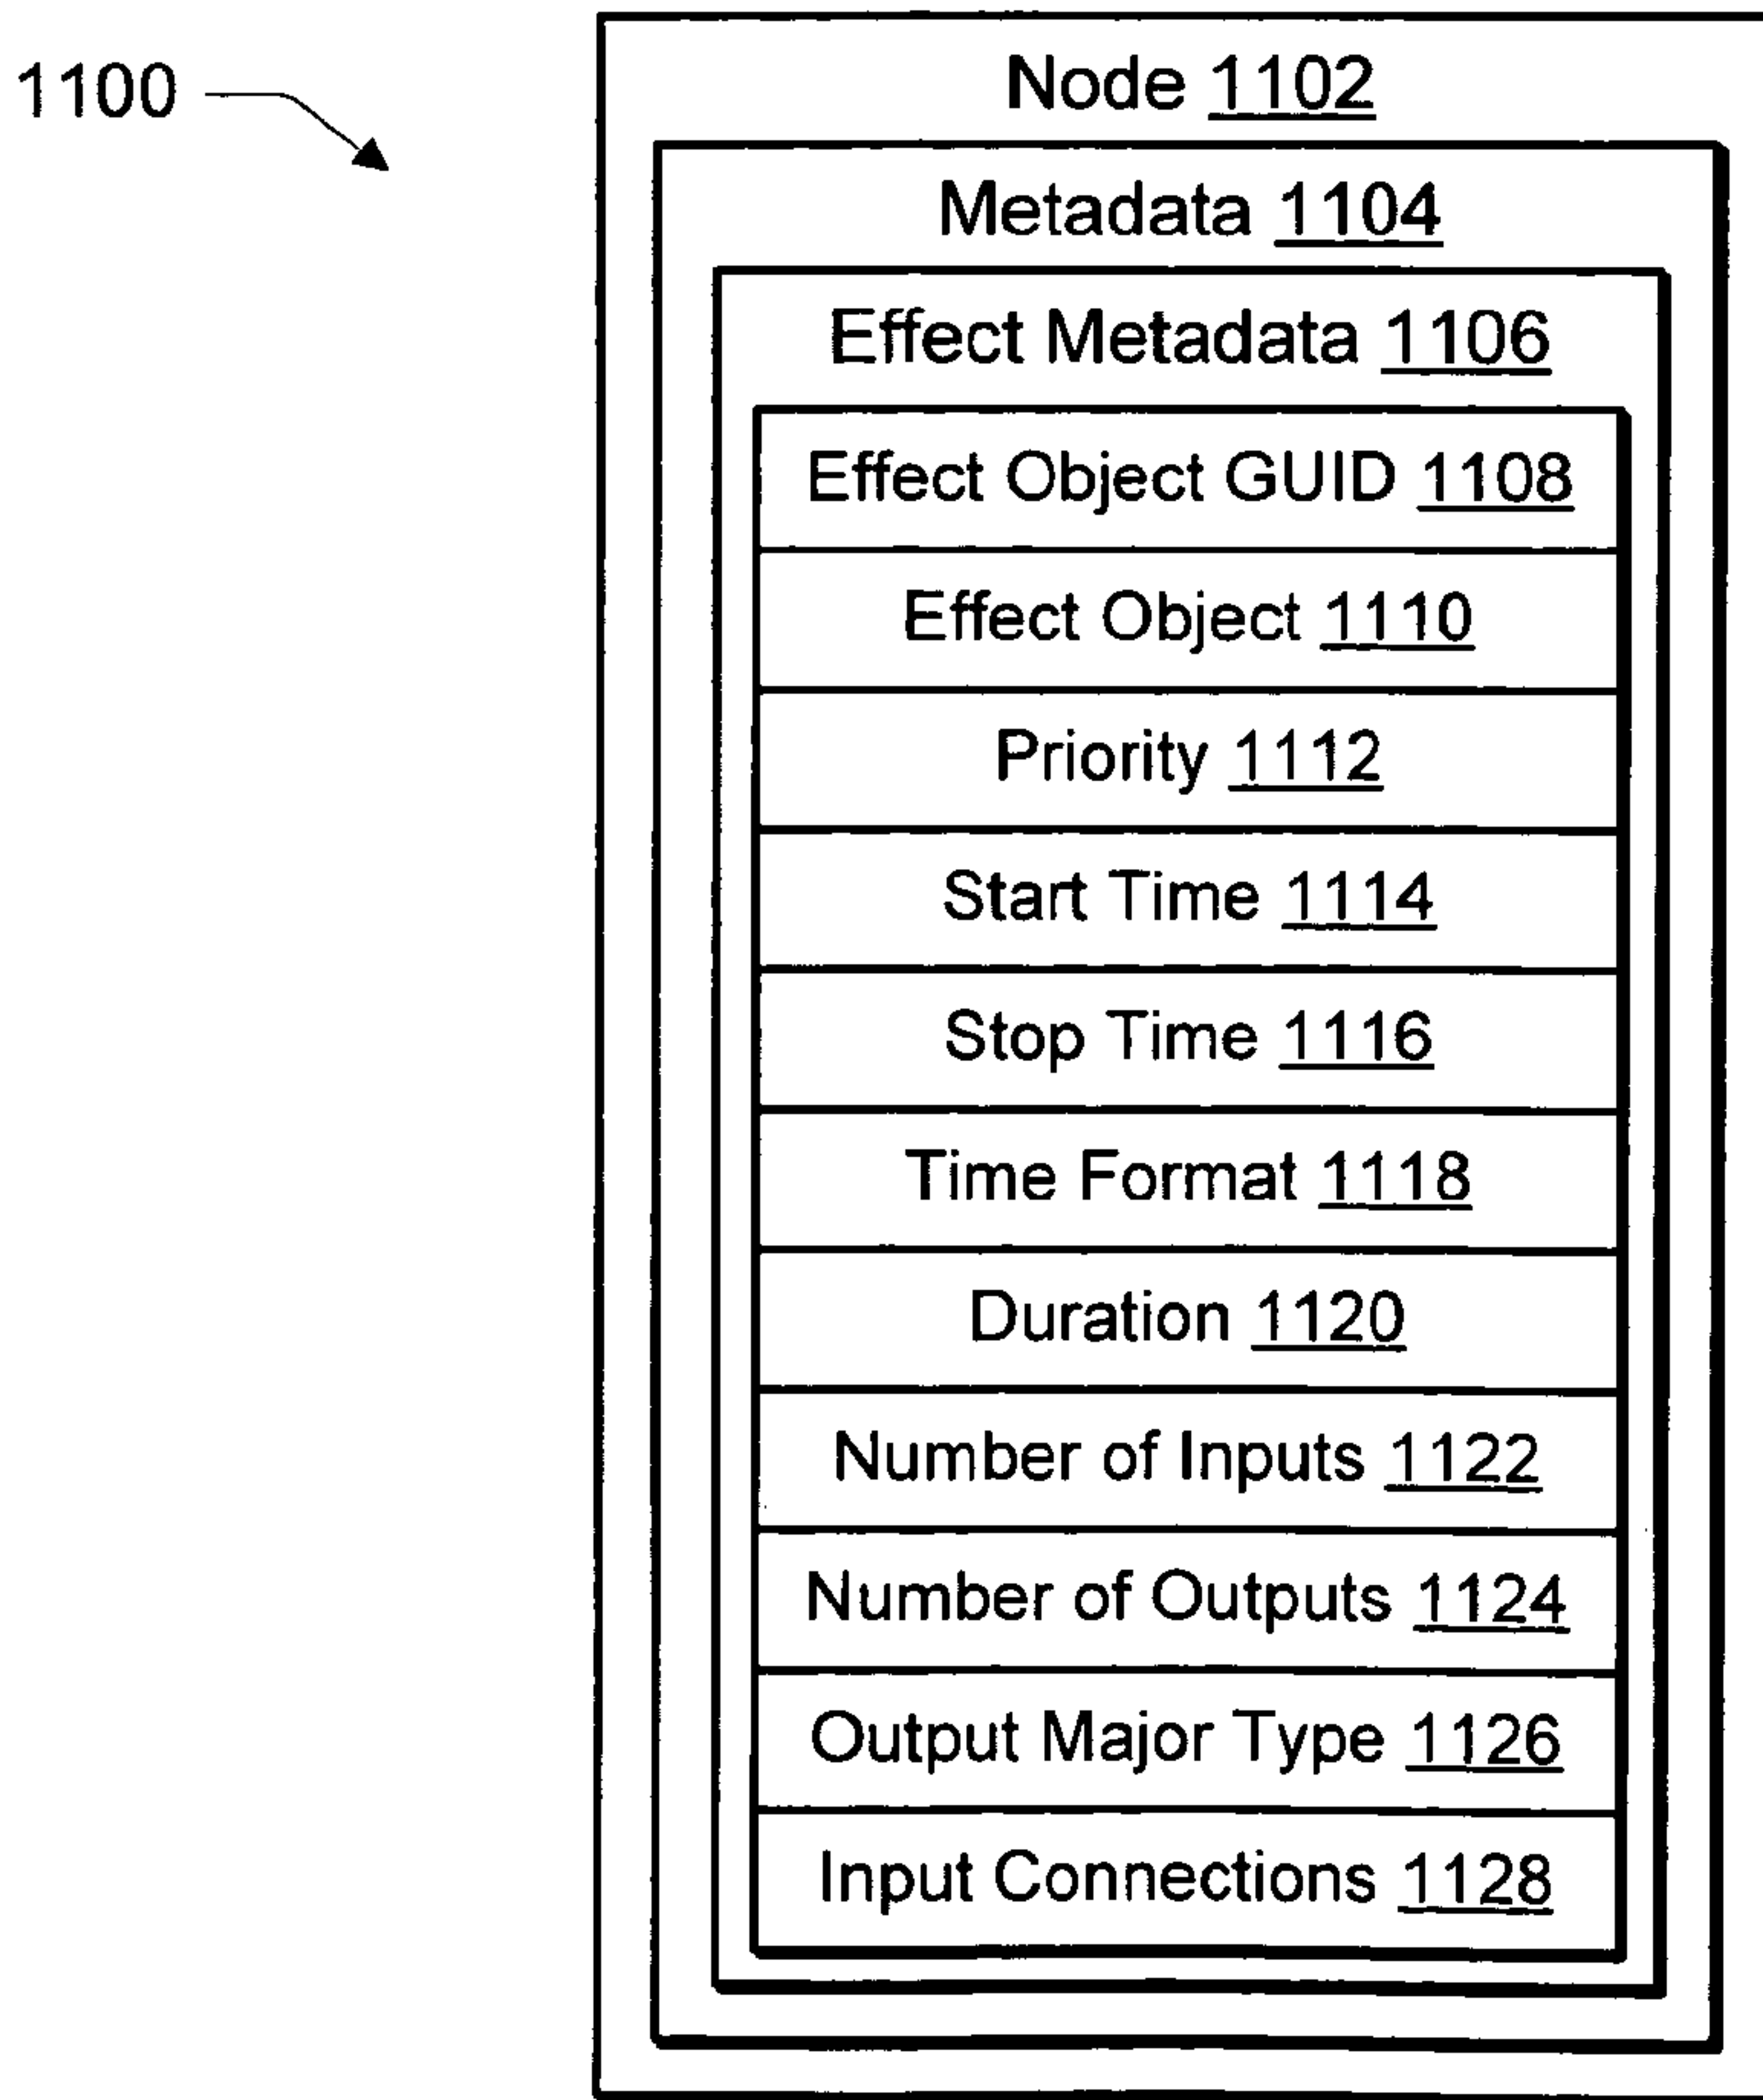 1100
Node 1102
Metadata 1104
Effect Metadata 1106
Effect Object GUID 1108
Effect Object 1110
Priority 1112
Start Time 1114
Stop Time 1116
Time Format 1118
Duration 1120
Number of Inputs 1122
Number of Outputs 1124
Output Major Type 1126
Input Connections 1128